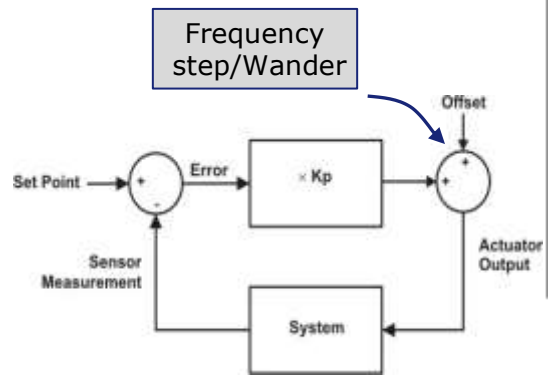 Frequency
step/Wander
Offset
+
Set Point
+
Error
× Kp
+
-
Sensor
Measurement
Actuator
Output
System